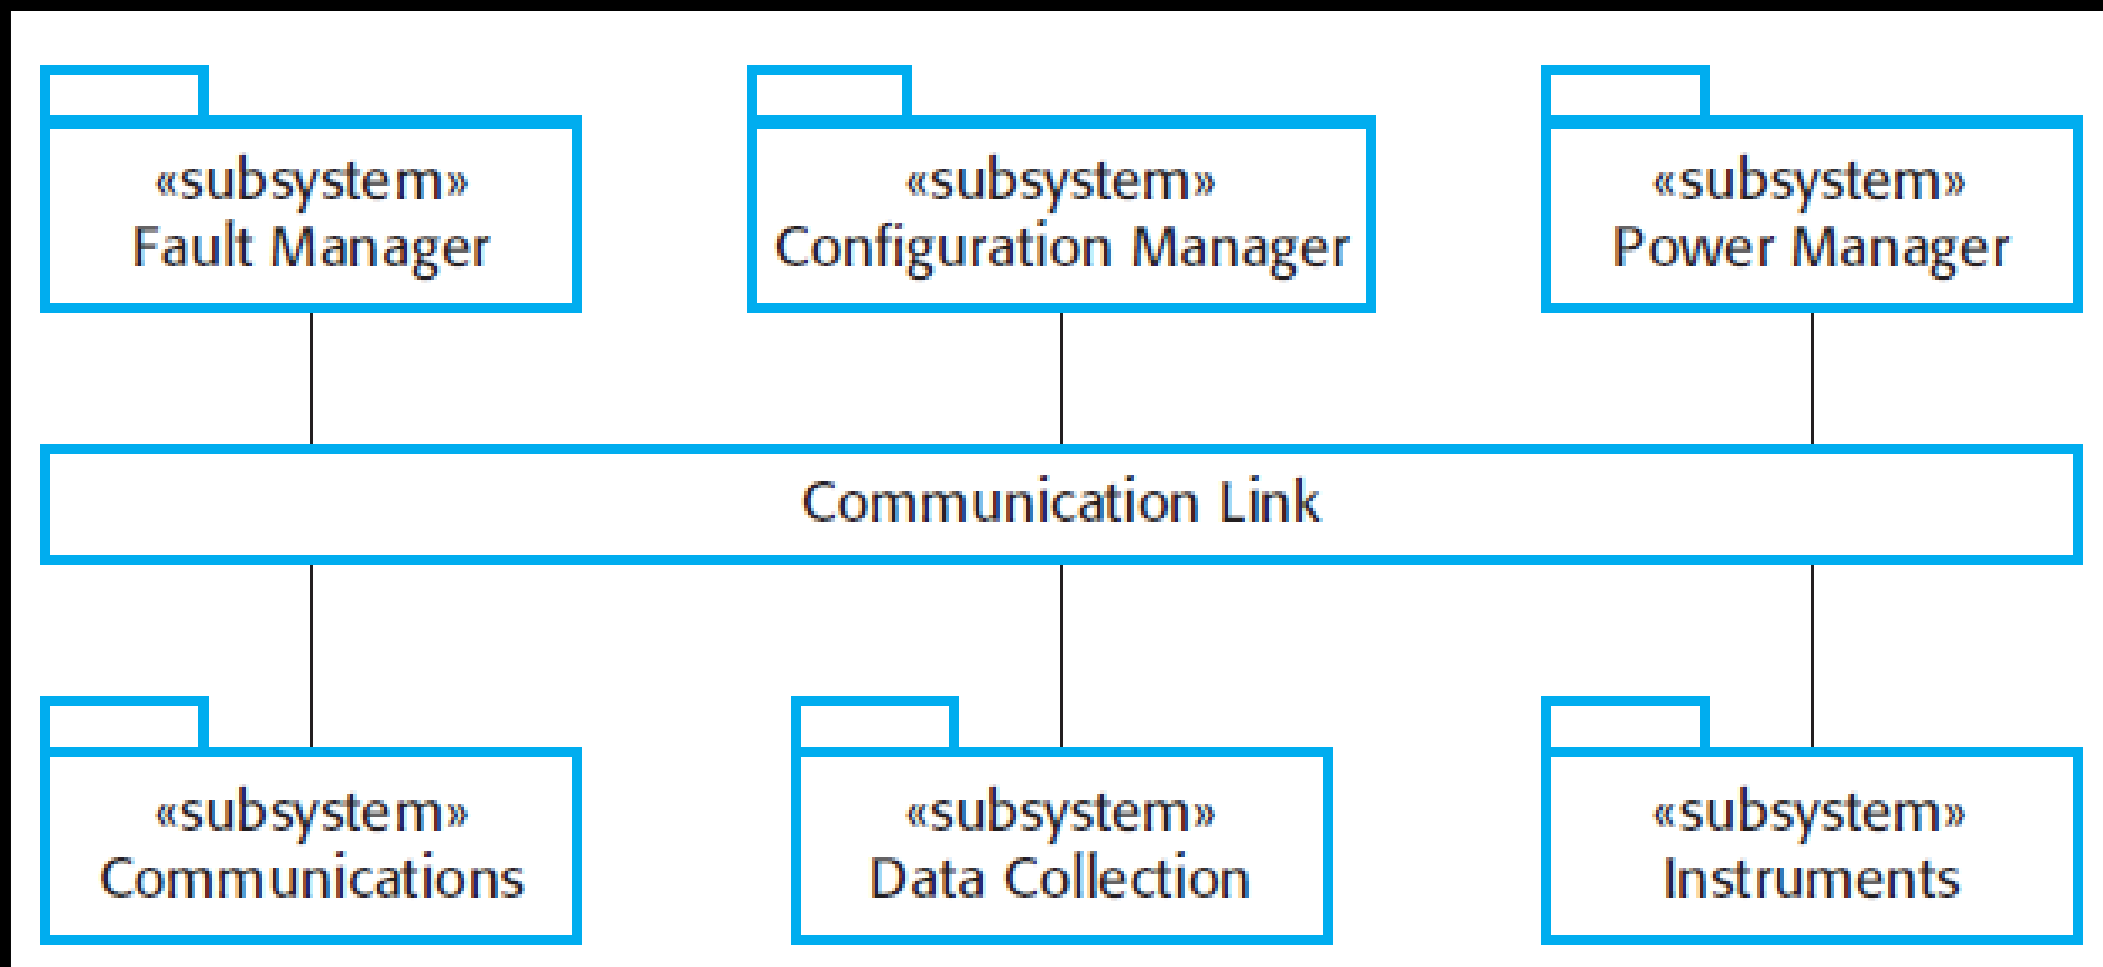 «subsystem»
Fault Manager
«subsystem»
Configuration Manager
«subsystem»
Power Manager
Communication Link
«subsystem»
Communications
«subsystem»
Data Collection
«subsystem»
Instruments